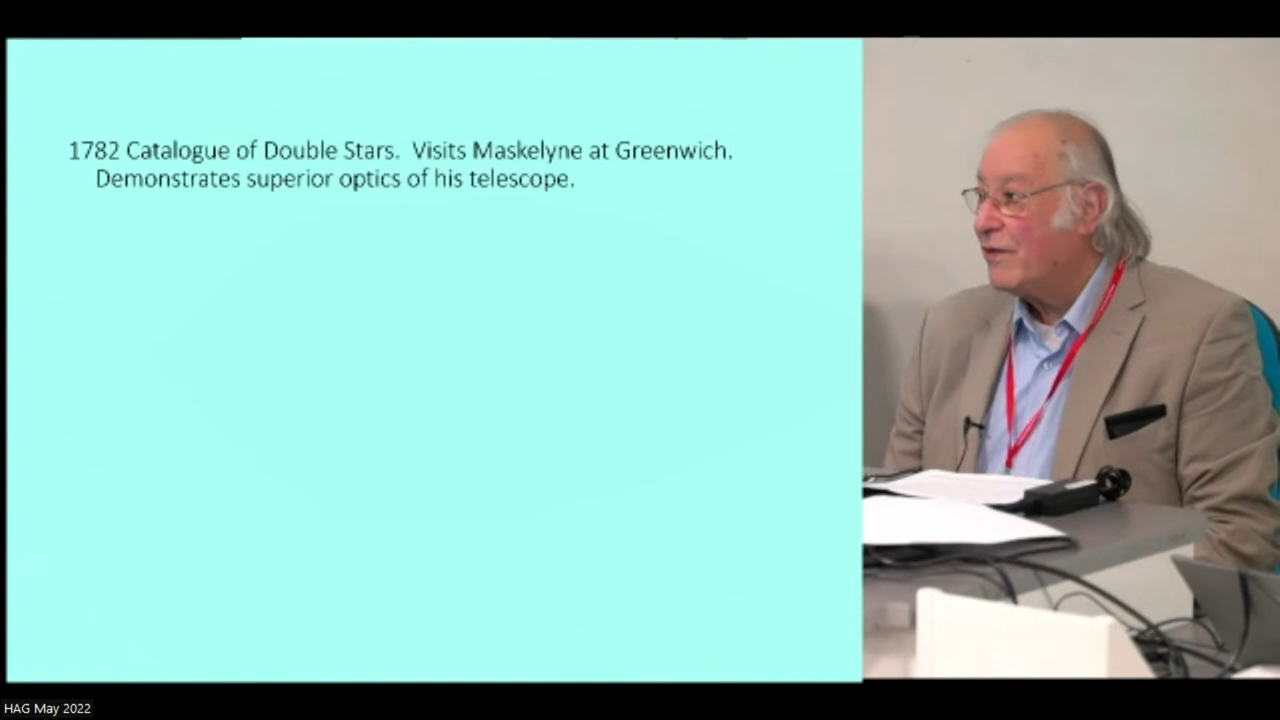 1782 Catalogue of Double Stars. Visits Maskelyne at Greenwich.
Demonstrates superior optics of his telescope.
HAG May 2022